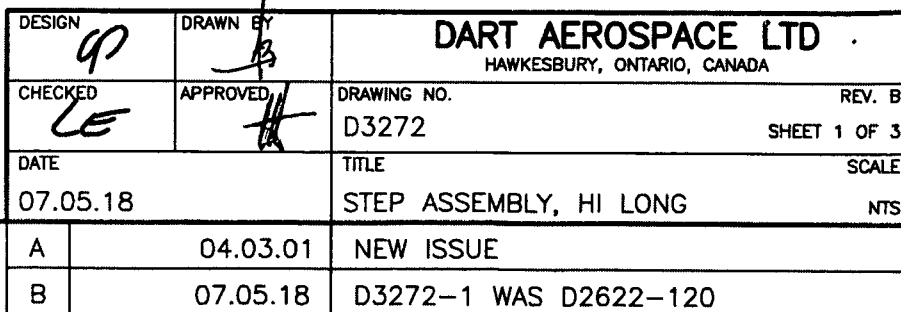 DESIGN
DRAWN BY
DART AEROSPACE LTD
HAWKESBURY, ONTARIO, CANADA
CHECKED
LE
APPROVED
DRAWING NO.
REV. B
D3272
SHEET 1 OF 3
DATE
07.05.18
TITLE
SCALE
STEP ASSEMBLY, HI LONG
NTS
A 04.03.01 NEW ISSUE
B 07.05.18 D3272-1 WAS D2622-120